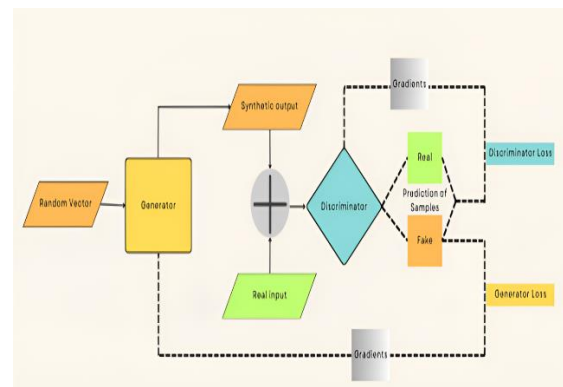 Gradients
Synthetic output
Real
Discriminator Loss
Random Vector
Generator
Discriminator
Prediction of
Samples
Fake
Real input
Generator Loss
Gradients